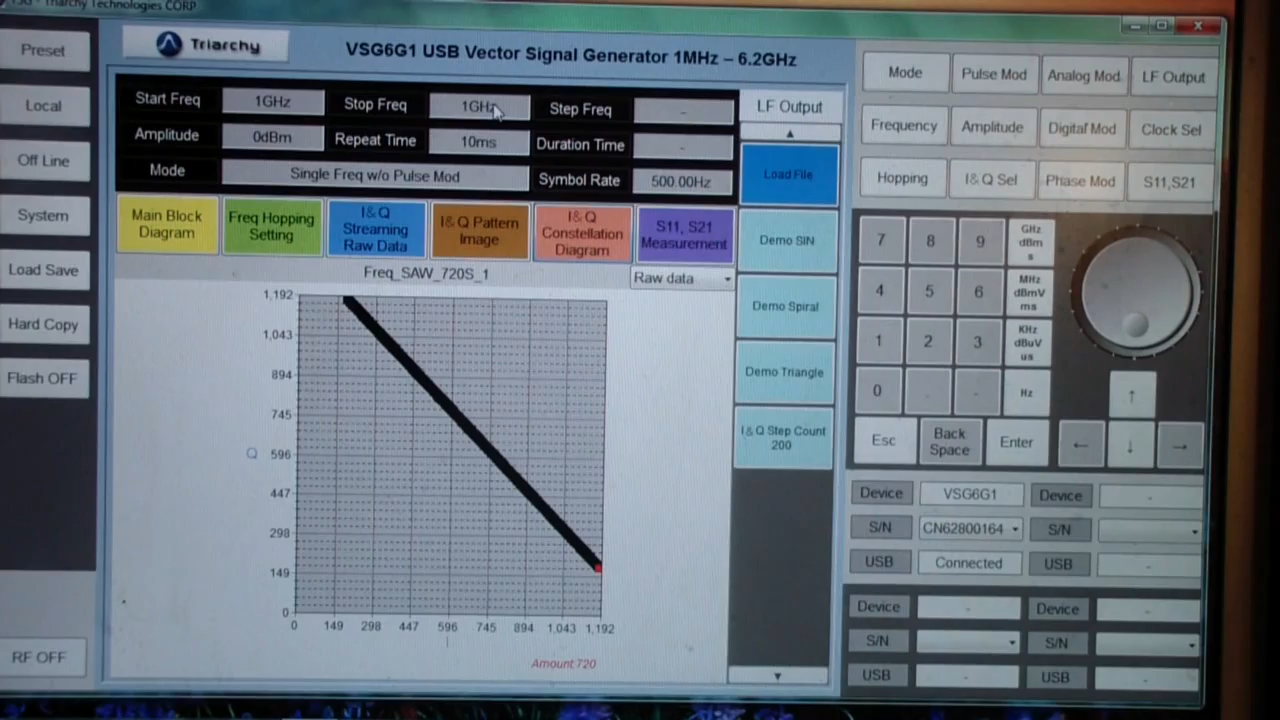 Triarchy Technologies CORP
Preset
Local
Off Line
System
Load Save
Hard Copy
Flash OFF
RF OFF
Triarchy
VSG6G1 USB Vector Signal Generator 1MHz – 6.2GHz
Start Freq 1GHz Stop Freq 1GHz Step Freq -
Amplitude 0dBm Repeat Time 10ms Duration Time -
Mode Single Freq w/o Pulse Mod Symbol Rate 500.00Hz
Main Block
Diagram
Freq Hopping
Setting
I& Q
Streaming
Raw Data
I& Q Pattern
Image
I& Q
Constellation
Diagram
S11, S21
Measurement
Freq_SAW_720S_1
Raw data
1,192
1,043
894
745
596
447
298
149
0
Q
0 149 298 447 596 745 894 1,043 1,192
I
Amount 720
LF Output
Load File
Demo SIN
Demo Spiral
Demo Triangle
I& Q Step Count
200
Mode Pulse Mod Analog Mod LF Output
Frequency Amplitude Digital Mod Clock Sel
Hopping I& Q Sel Phase Mod S11,S21
7 8 9 GHz
dBm
s
4 5 6 MHz
dBmV
ms
1 2 3 KHz
dBuV
us
0 . - Hz
Esc Back
Space Enter ← ↓ →
↑
Device VSG6G1 Device -
S/N CN62800164 S/N
USB Connected USB -
Device - Device -
S/N S/N
USB - USB -